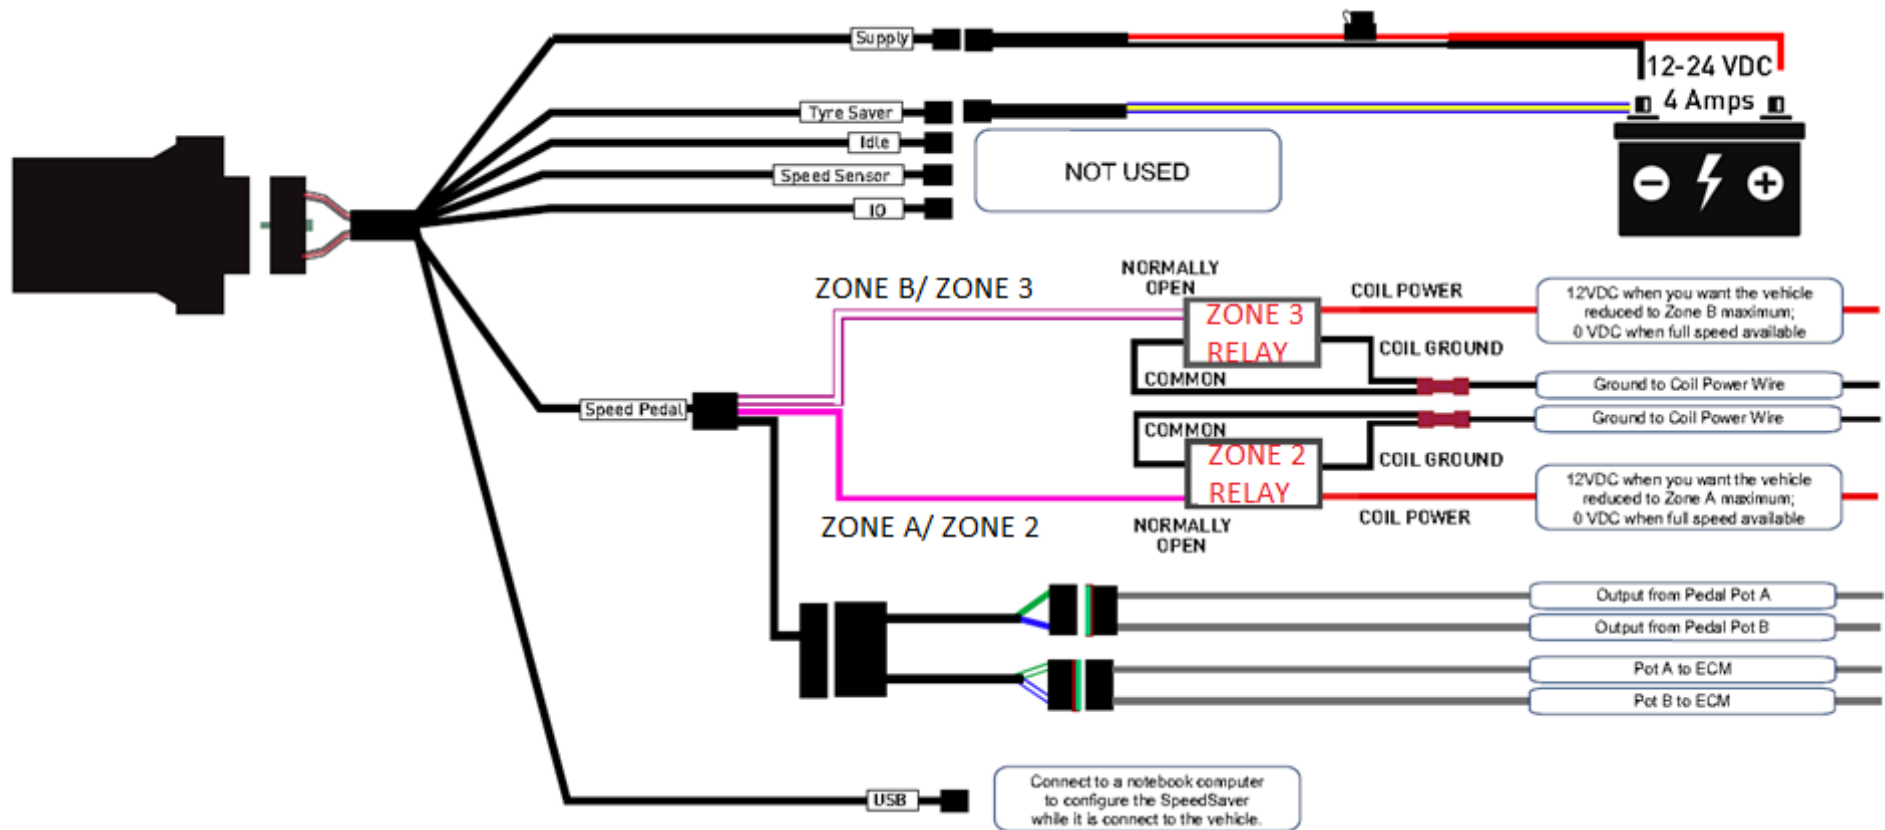 Supply
12-24 VDC
4 Amps
Tyre Saver
Idle
Speed Sensor
IO
NOT USED
ZONE B/ ZONE 3
NORMALLY
OPEN
ZONE 3
RELAY
COIL POWER
12VDC when you want the vehicle
reduced to Zone B maximum;
0 VDC when full speed available
COIL GROUND
COMMON
Ground to Coil Power Wire
Speed Pedal
Ground to Coil Power Wire
COMMON
ZONE 2
RELAY
COIL GROUND
12VDC when you want the vehicle
reduced to Zone A maximum;
0 VDC when full speed available
COIL POWER
ZONE A/ ZONE 2
NORMALLY
OPEN
Output from Pedal Pot A
Output from Pedal Pot B
Pot A to ECM
Pot B to ECM
USB
Connect to a notebook computer
to configure the SpeedSaver
while it is connect to the vehicle.